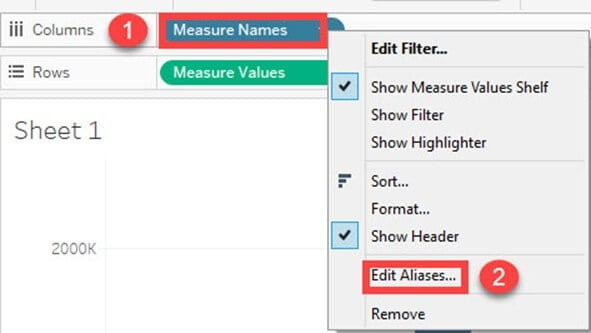 Columns
1
Measure Names
Rows
Measure Values
Sheet 1
2000K
Edit Filter...
Show Measure Values Shelf
Show Filter
Show Highlighter
Sort...
Format...
Show Header
Edit Aliases...
2
Remove